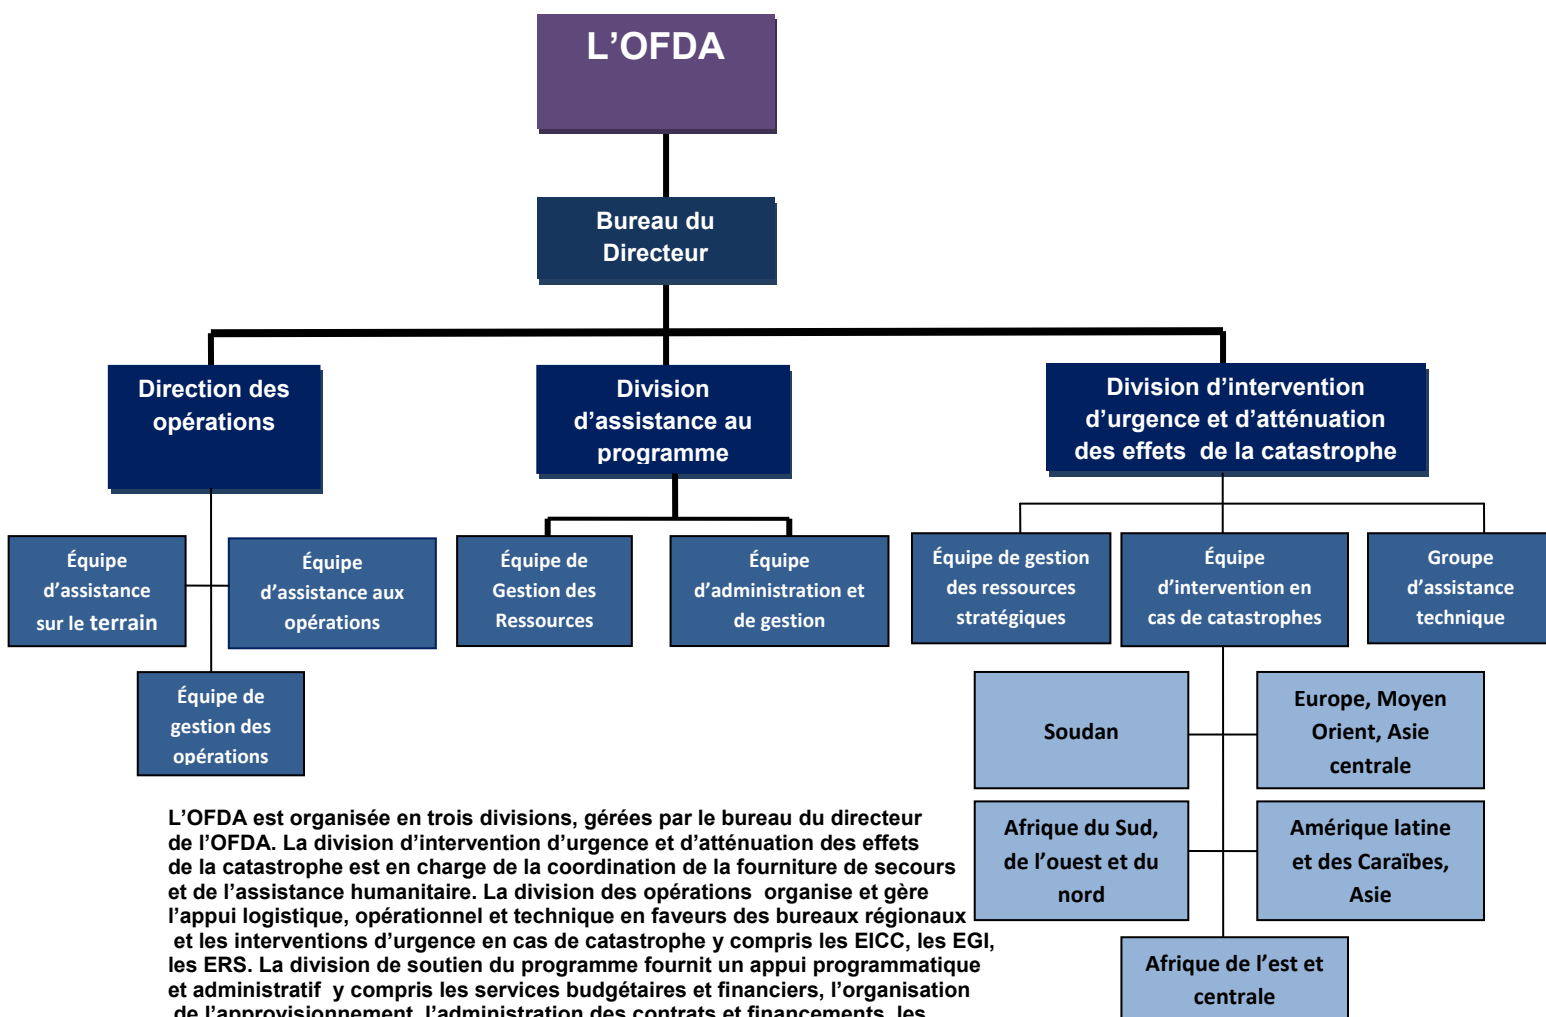 L’OFDA
Bureau du
Directeur
Direction des
opérations
Division
d’assistance au
programme
Division d’intervention
d’urgence et d’atténuation
des effets de la catastrophe
Équipe
d’assistance
sur le terrain
Équipe
d’assistance aux
opérations
Équipe de
gestion des
opérations
Équipe de
Gestion des
Ressources
Équipe
d’administration et
de gestion
Équipe de gestion
des ressources
stratégiques
Équipe
d’intervention en
cas de catastrophes
Groupe
d’assistance
technique
Soudan
Europe, Moyen
Orient, Asie
centrale
Afrique du Sud,
de l’ouest et du
nord
Amérique latine
et des Caraïbes,
Asie
Afrique de l’est et
centrale
L’OFDA est organisée en trois divisions, gérées par le bureau du directeur
de l’OFDA. La division d’intervention d’urgence et d’atténuation des effets
de la catastrophe est en charge de la coordination de la fourniture de secours
et de l’assistance humanitaire. La division des opérations organise et gère
l’appui logistique, opérationnel et technique en faveurs des bureaux régionaux
et les interventions d’urgence en cas de catastrophe y compris les EICC, les EGI,
les ERS. La division de soutien du programme fournit un appui programmatique
et administratif y compris les services budgétaires et financiers, l’organisation
de l’approvisionnement, l’administration des contrats et financements, les